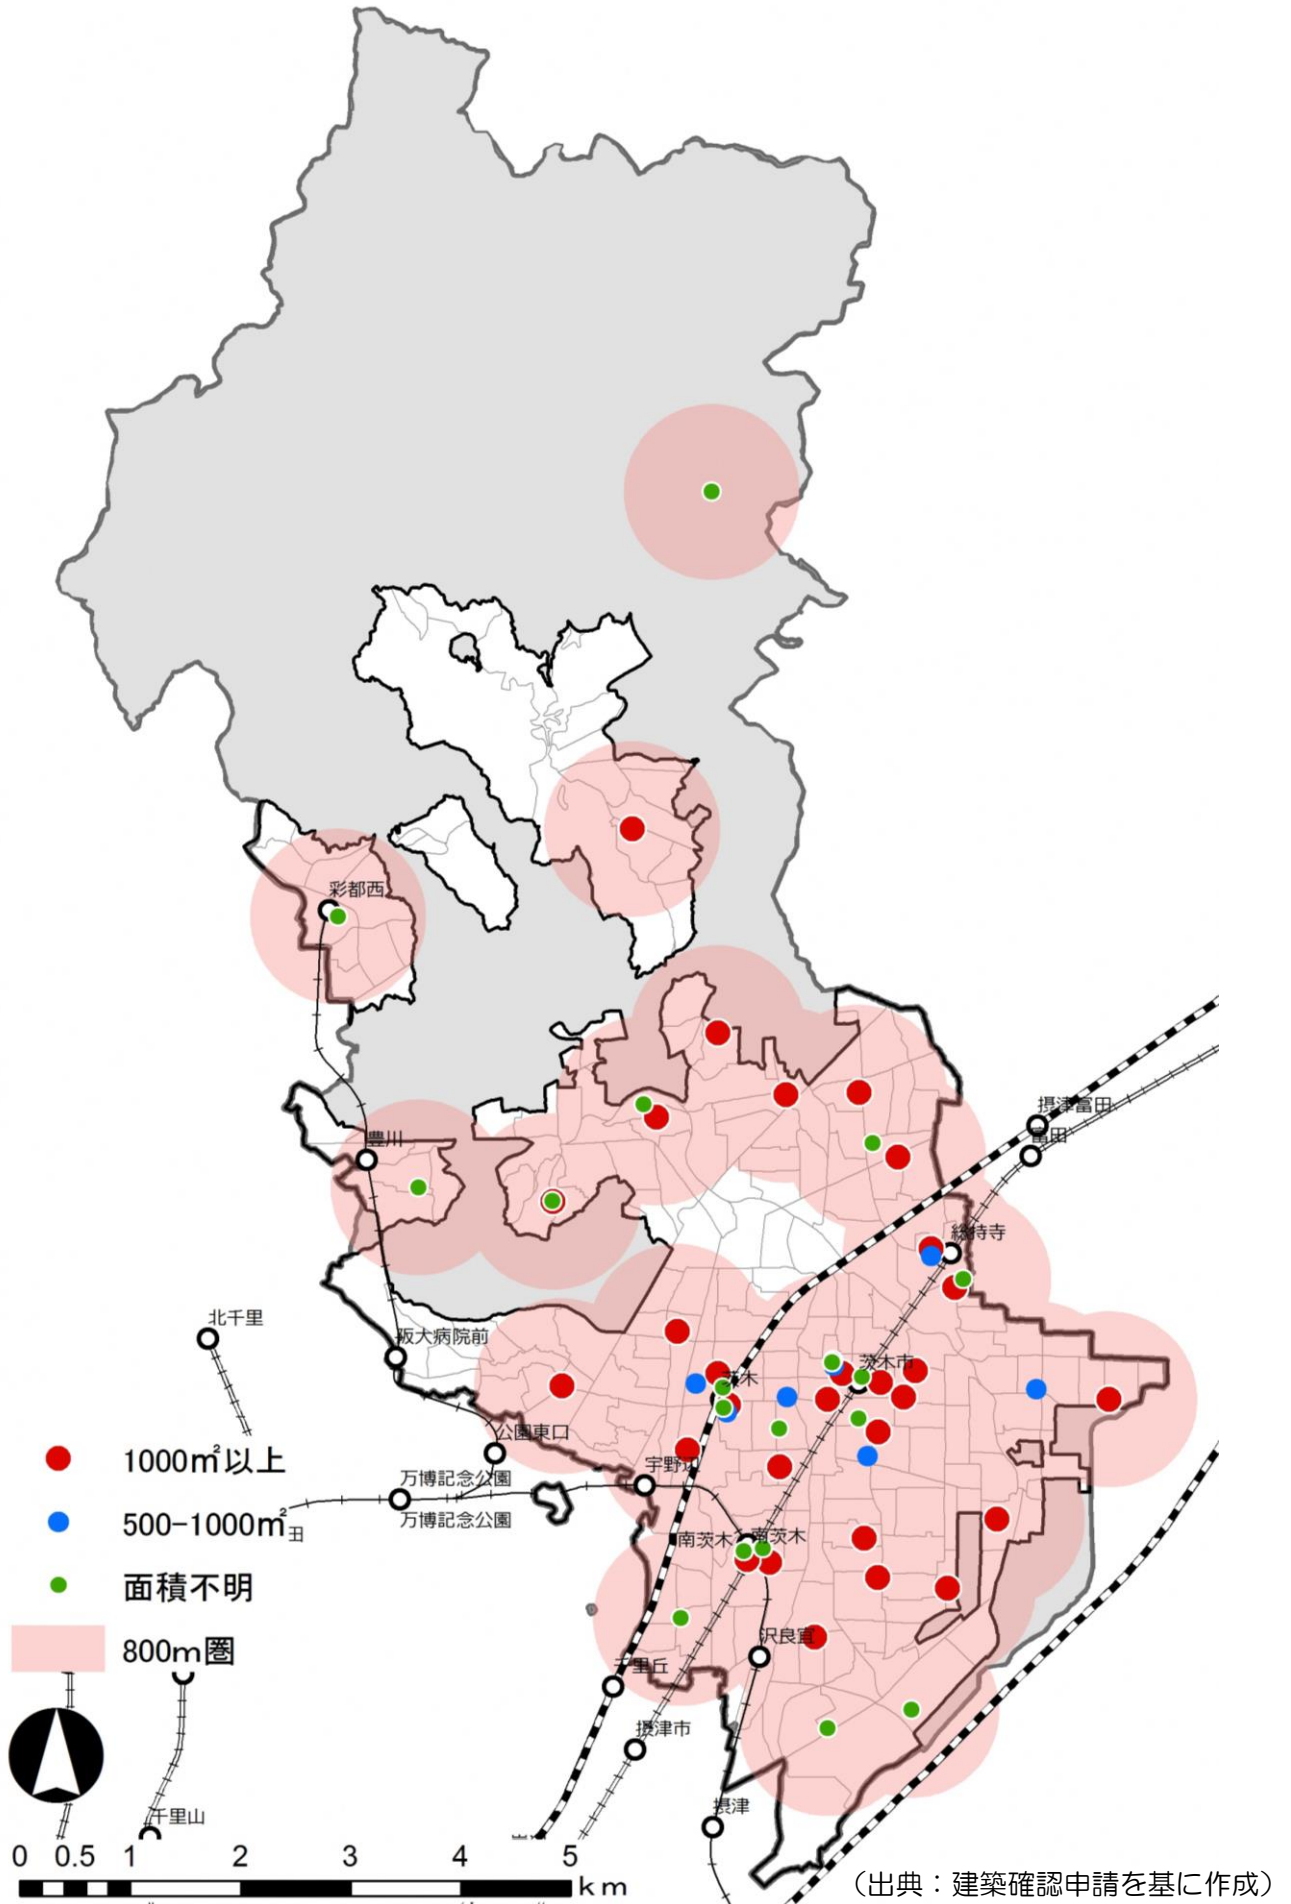 彩都西
摂津富田
富田
豊川
総持寺
北千里
阪大病院前
茨木市
茨木
公園東口
1000㎡以上
万博記念公園
宇野辺
500-1000㎡
万博記念公園
南茨木
南茨木
面積不明
沢良宜
800m圏
千里丘
摂津市
千里山
摂津
0 0.5 1 2 3 4 5
km
(出典：建築確認申請を基に作成)